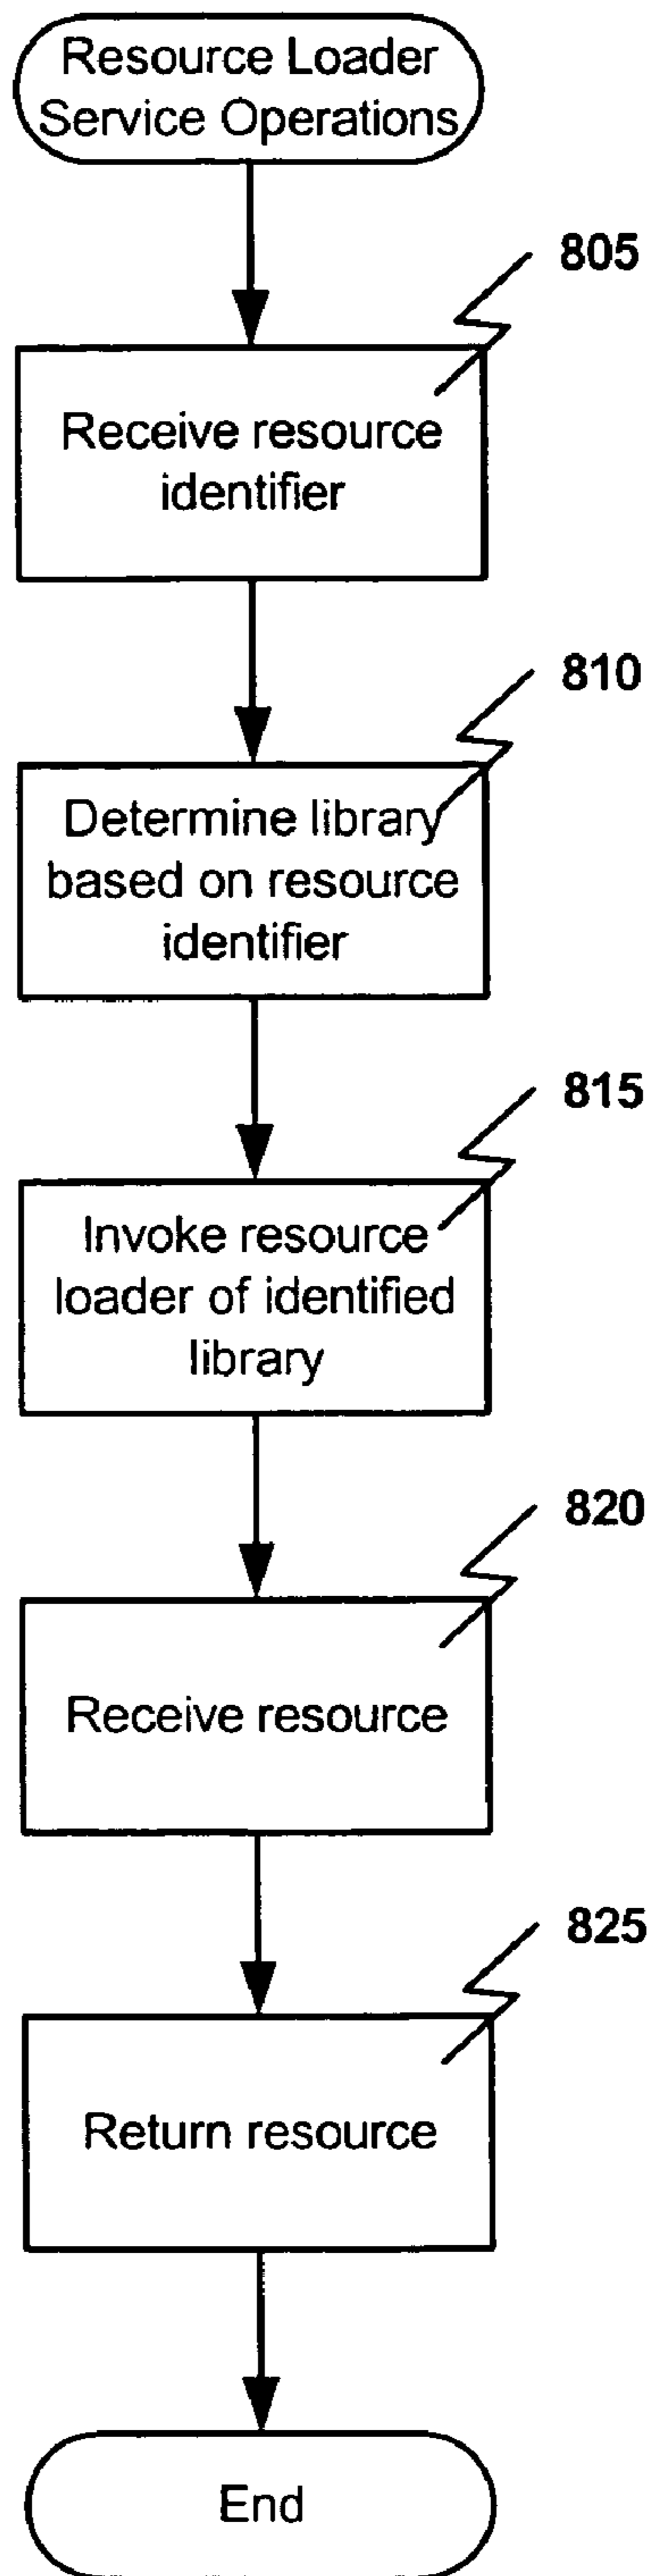 Resource Loader
Service Operations
805
Receive resource
identifier
810
Determine library
based on resource
identifier
815
Invoke resource
loader of identified
library
820
Receive resource
825
Return resource
End